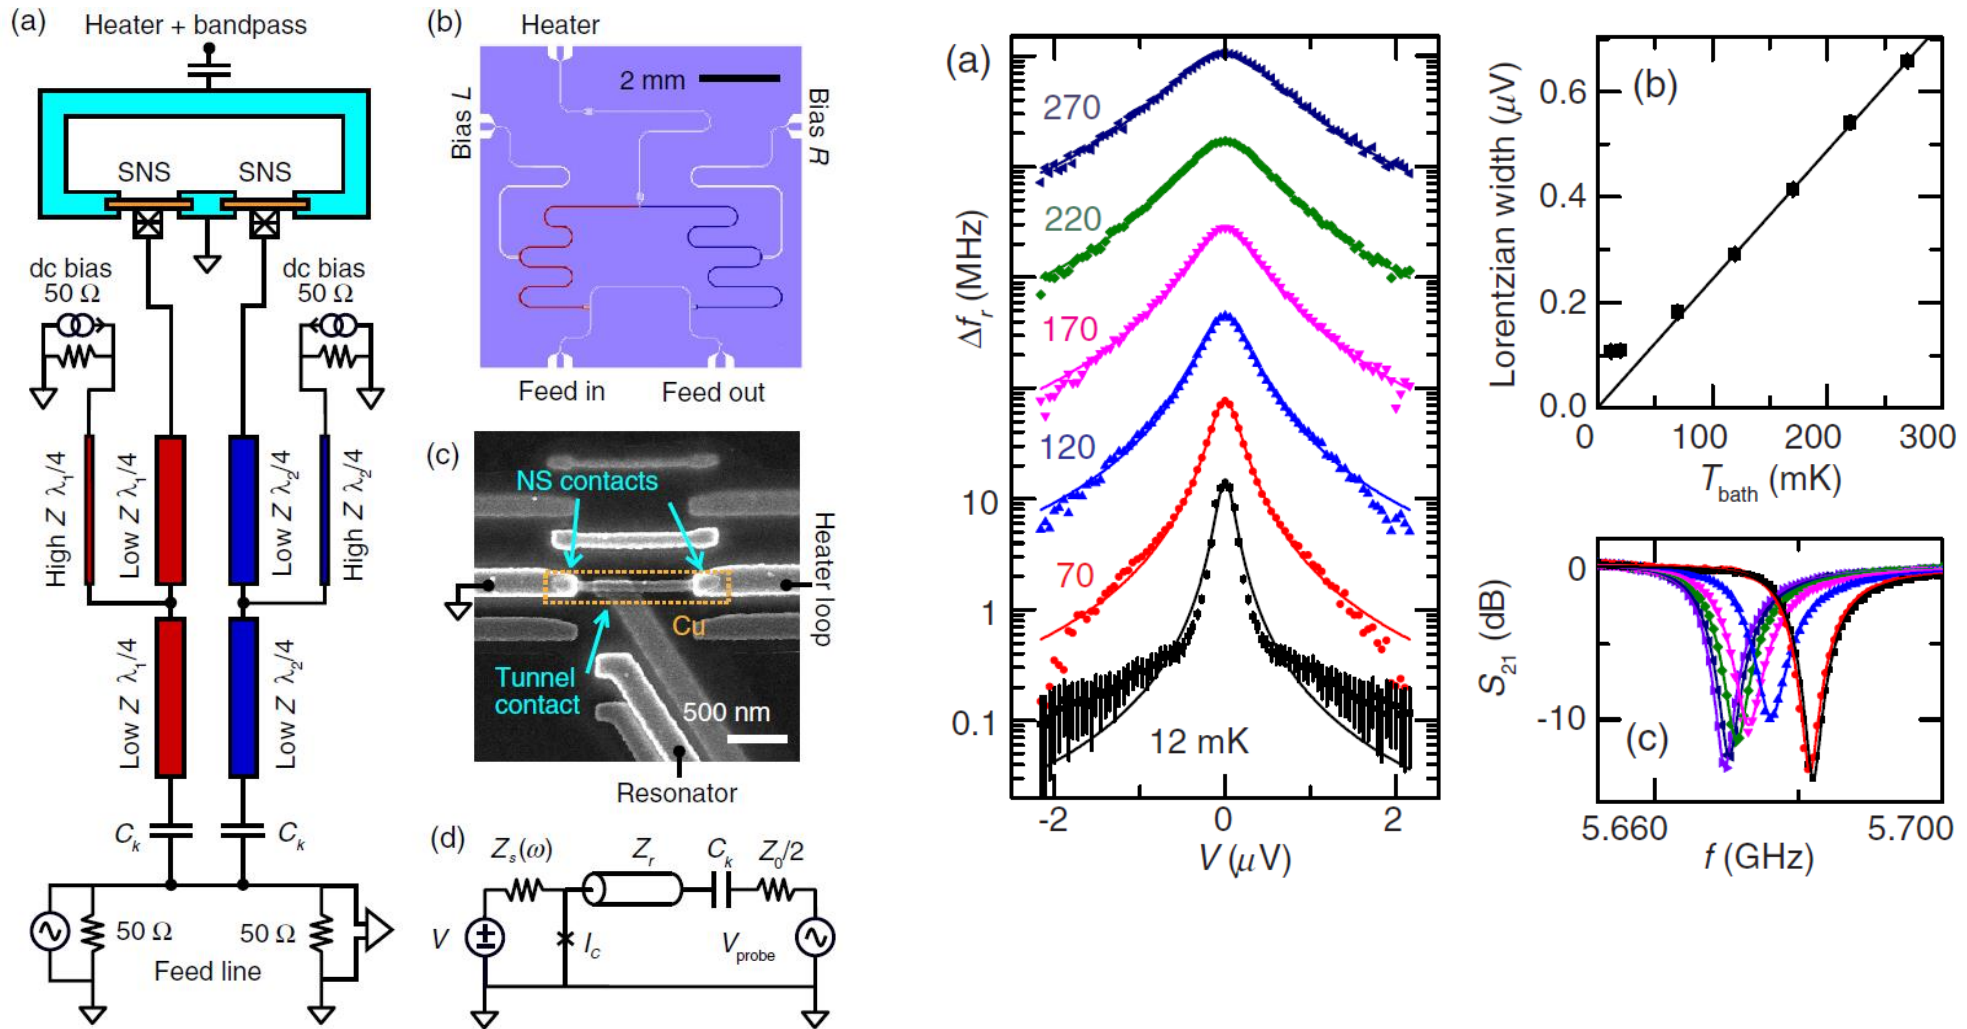 (a)
Heater + bandpass
SNS
SNS
dc bias
50 Ω
dc bias
50 Ω
High Z λ₁/4
Low Z λ₁/4
Low Z λ₂/4
High Z λ₂/4
Low Z λ₁/4
Low Z λ₂/4
Cₖ
Cₖ
50 Ω
50 Ω
Feed line
(b)
Heater
2 mm
Bias L
Bias R
Feed in
Feed out
(c)
NS contacts
Cu
Tunnel
contact
500 nm
Heater loop
Resonator
(d)
Zₛ(ω)
Zᵣ
Cₖ
Z₀/2
V
I_C
V_probe
(a)
270
220
170
120
70
12 mK
Δfᵣ (MHz)
10
1
0.1
-2
0
2
V (μV)
(b)
Lorentzian width (μV)
0.6
0.4
0.2
0.0
0
100
200
300
T_bath (mK)
(c)
S₂₁ (dB)
0
-10
5.660
5.700
f (GHz)